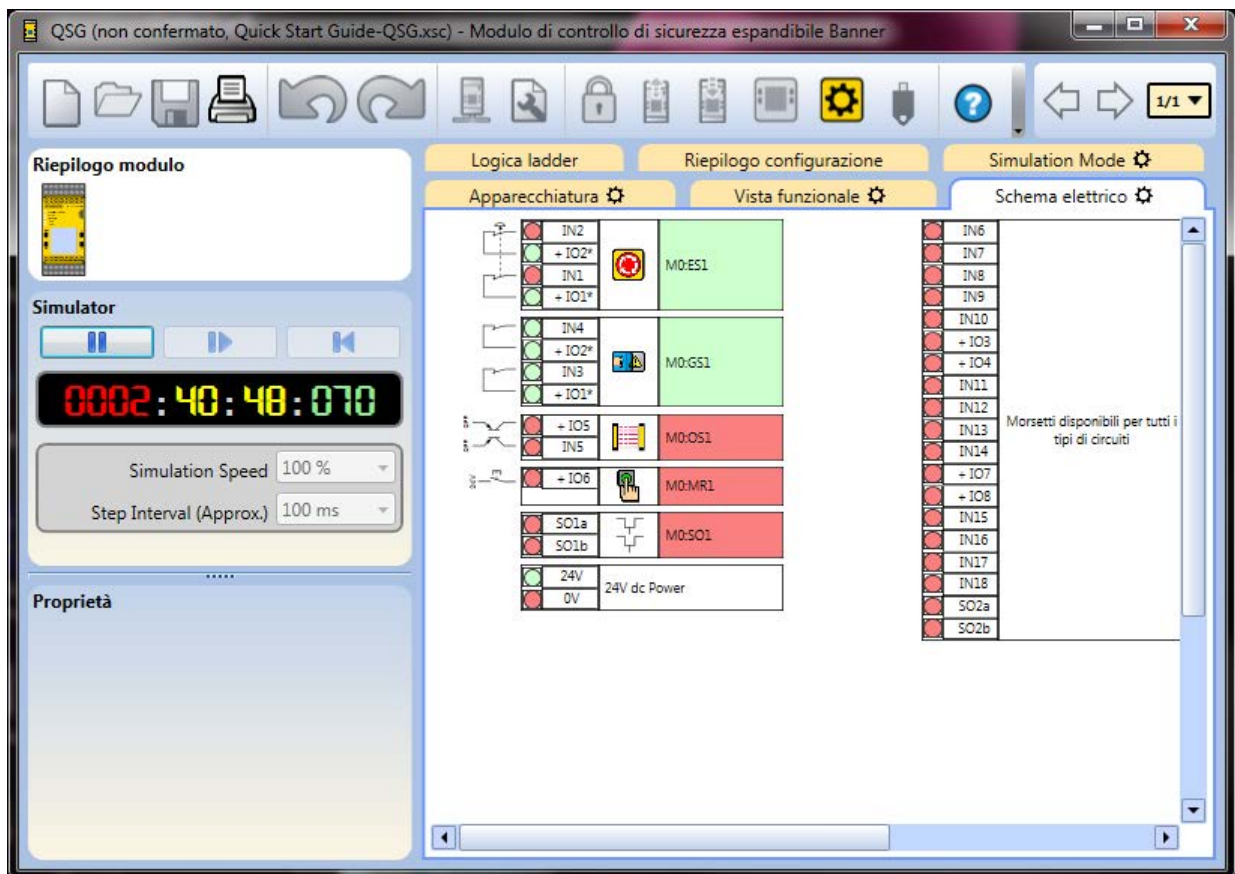 QSG (non confermato, Quick Start Guide-QSG.xsc) - Modulo di controllo di sicurezza espandibile Banner
1/1
Riepilogo modulo
Simulator
0002:40:48:070
Simulation Speed 100 %
Step Interval (Approx.) 100 ms
Proprietà
Logica ladder
Riepilogo configurazione
Simulation Mode
Apparecchiatura
Vista funzionale
Schema elettrico
IN2
+ IO2*
IN1
+ IO1*
M0:ES1
IN4
+ IO2*
IN3
+ IO1*
M0:GS1
+ IO5
IN5
M0:OS1
+ IO6
M0:MR1
SO1a
SO1b
M0:SO1
24V
0V
24V dc Power
IN6
IN7
IN8
IN9
IN10
+ IO3
+ IO4
IN11
IN12
IN13
IN14
+ IO7
+ IO8
IN15
IN16
IN17
IN18
SO2a
SO2b
Morsetti disponibili per tutti i
tipi di circuiti